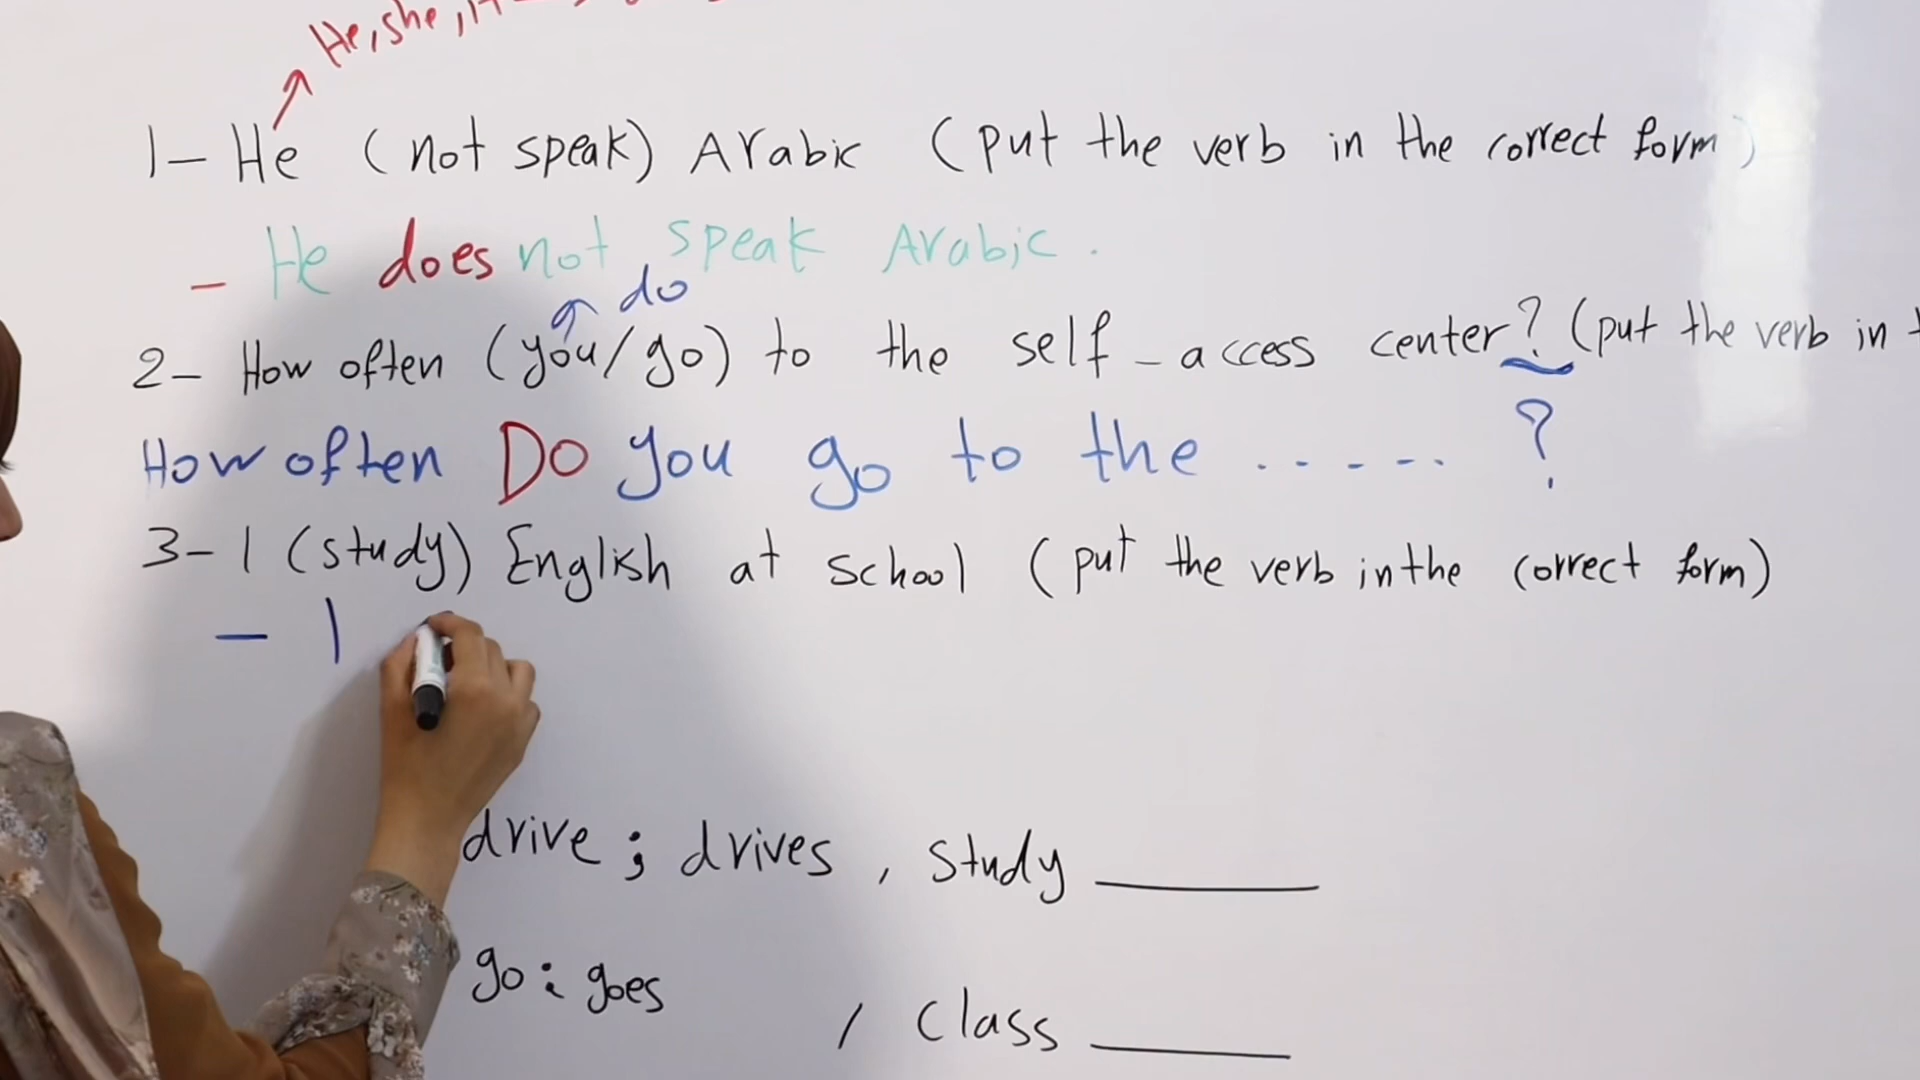 He, she, it
1- He (not speak) Arabic (put the verb in the correct form)
- He does not speak Arabic.
do
2- How often (you/go) to the self-access center? (put the verb in
How often Do you go to the ...... ?
3- I (study) English at school (put the verb in the correct form)
- I
drive ; drives , study ______
go : goes / class ______